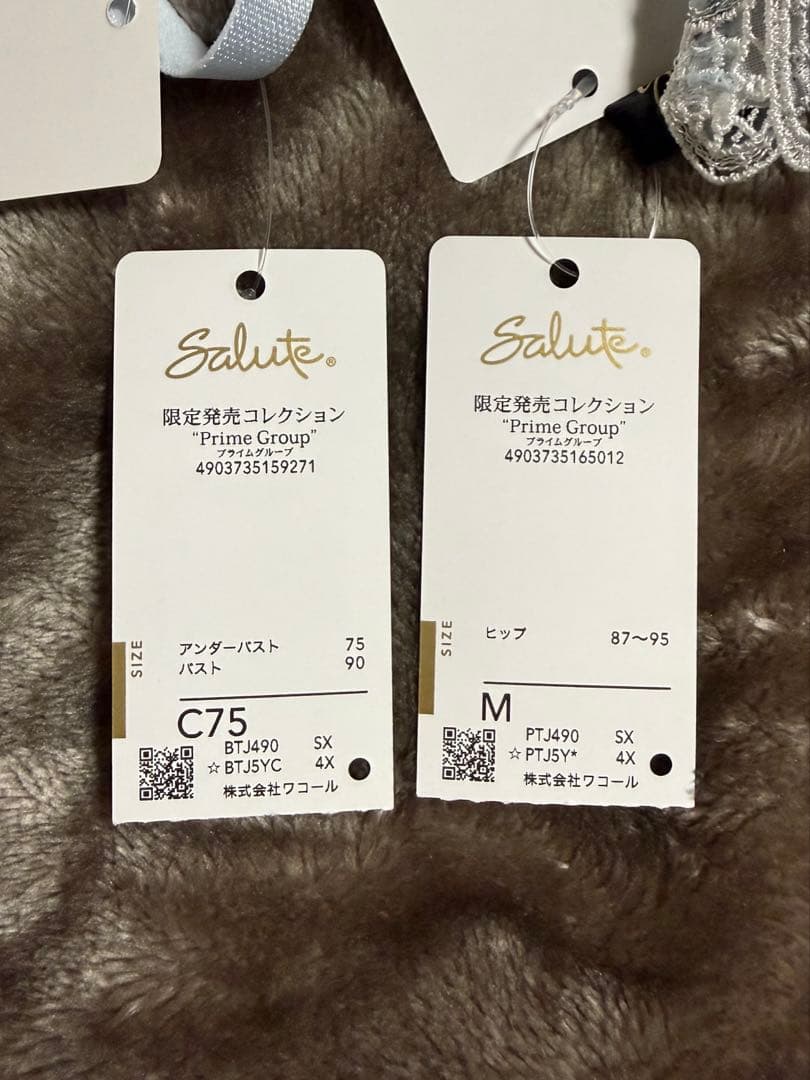 Salute®
限定発売コレクション
“Prime Group”
プライムグループ
4903735159271
SIZE
アンダーバスト 75
バスト 90
C75
BTJ490 SX
☆BTJ5YC 4X
株式会社ワコール
Salute®
限定発売コレクション
“Prime Group”
プライムグループ
4903735165012
SIZE
ヒップ 87〜95
M
PTJ490 SX
☆PTJ5Y* 4X
株式会社ワコール